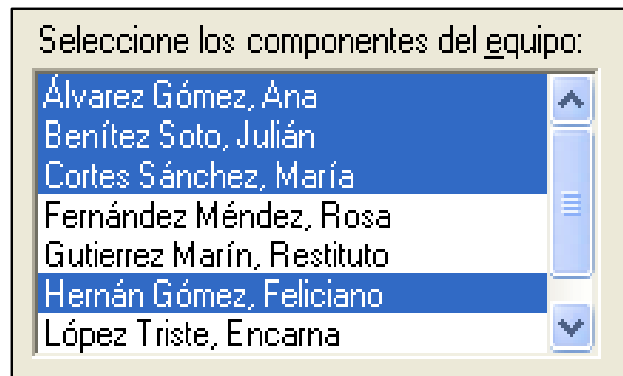 Seleccione los componentes del equipo:
Álvarez Gómez, Ana
Benítez Soto, Julián
Cortes Sánchez, María
Fernández Méndez, Rosa
Gutierrez Marín, Restituto
Hernán Gómez, Feliciano
López Triste, Encarna